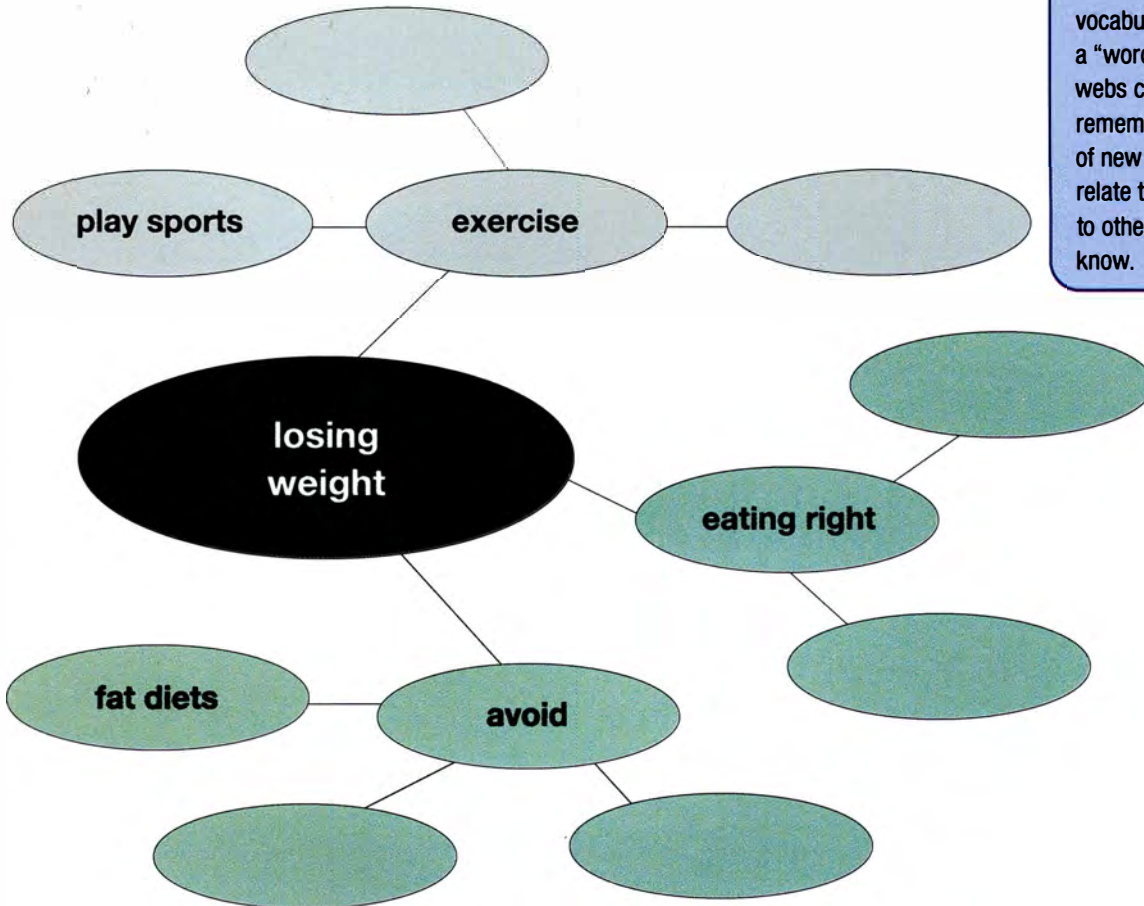 vocabu
a "word
webs c
remem
of new
relate t
to othe
know.
play sports
exercise
losing
weight
eating right
fat diets
avoid